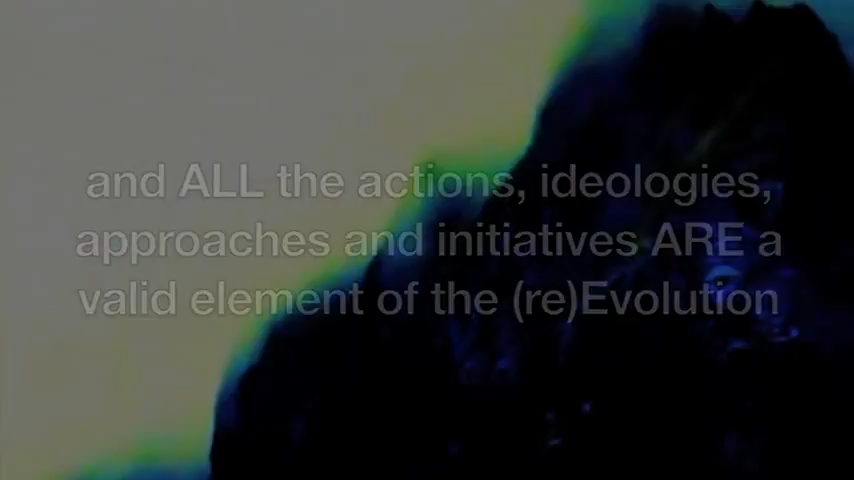 and ALL the actions, ideologies,
approaches and initiatives ARE a
valid element of the (re)Evolution